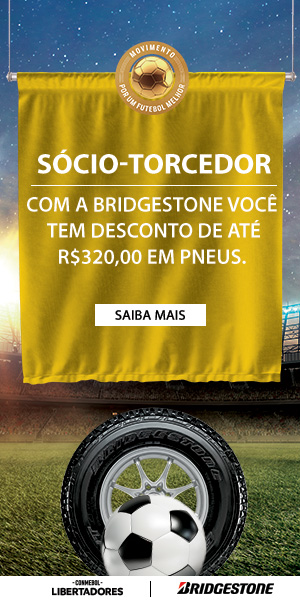 MOVIMENTO
POR UM FUTEBOL MELHOR
SÓCIO-TORCEDOR
COM A BRIDGESTONE VOCÊ
TEM DESCONTO DE ATÉ
R$320,00 EM PNEUS.
SAIBA MAIS
BRIDGESTONE
CONMEBOL
LIBERTADORES
BRIDGESTONE